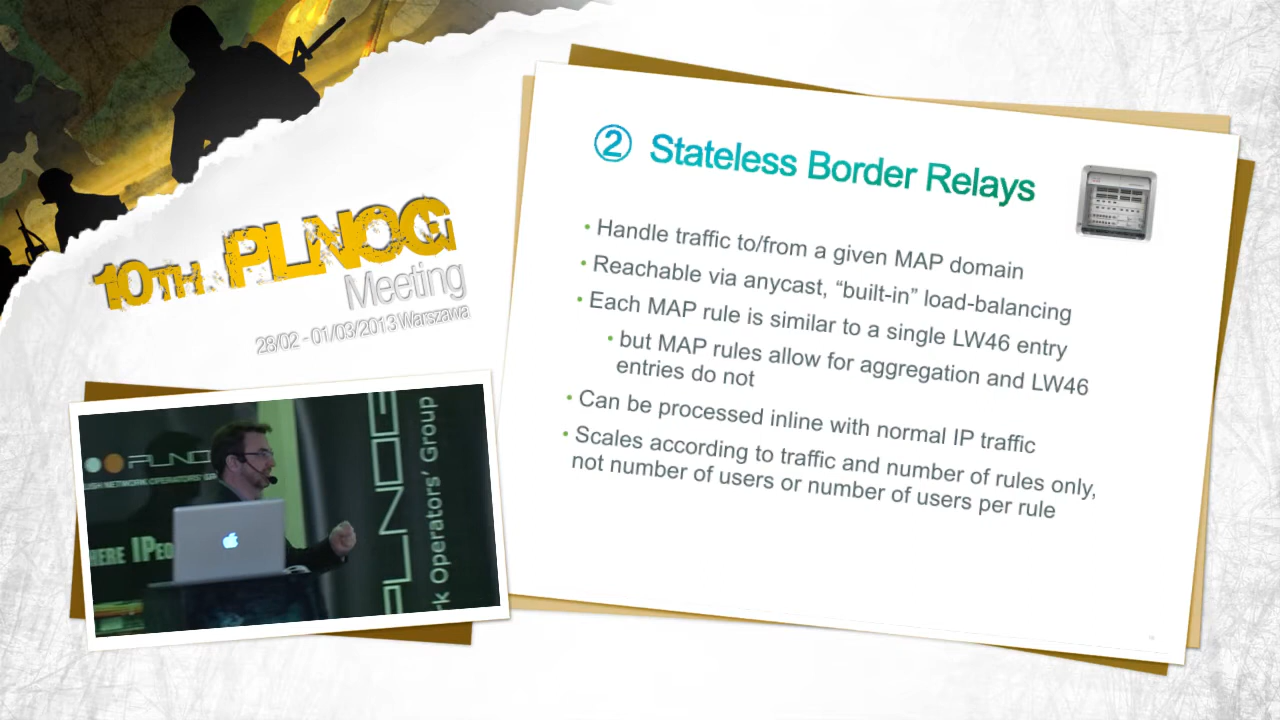 10TH PLNOG
Meeting
28/02 - 01/03/2013 Warszawa
② Stateless Border Relays
• Handle traffic to/from a given MAP domain
• Reachable via anycast, “built-in” load-balancing
• Each MAP rule is similar to a single LW46 entry
• but MAP rules allow for aggregation and LW46
entries do not
• Can be processed inline with normal IP traffic
• Scales according to traffic and number of rules only,
not number of users or number of users per rule
PLNO
NETWORK OPERATORS'
HERE IPEO
PLNOG
k Operators' Group